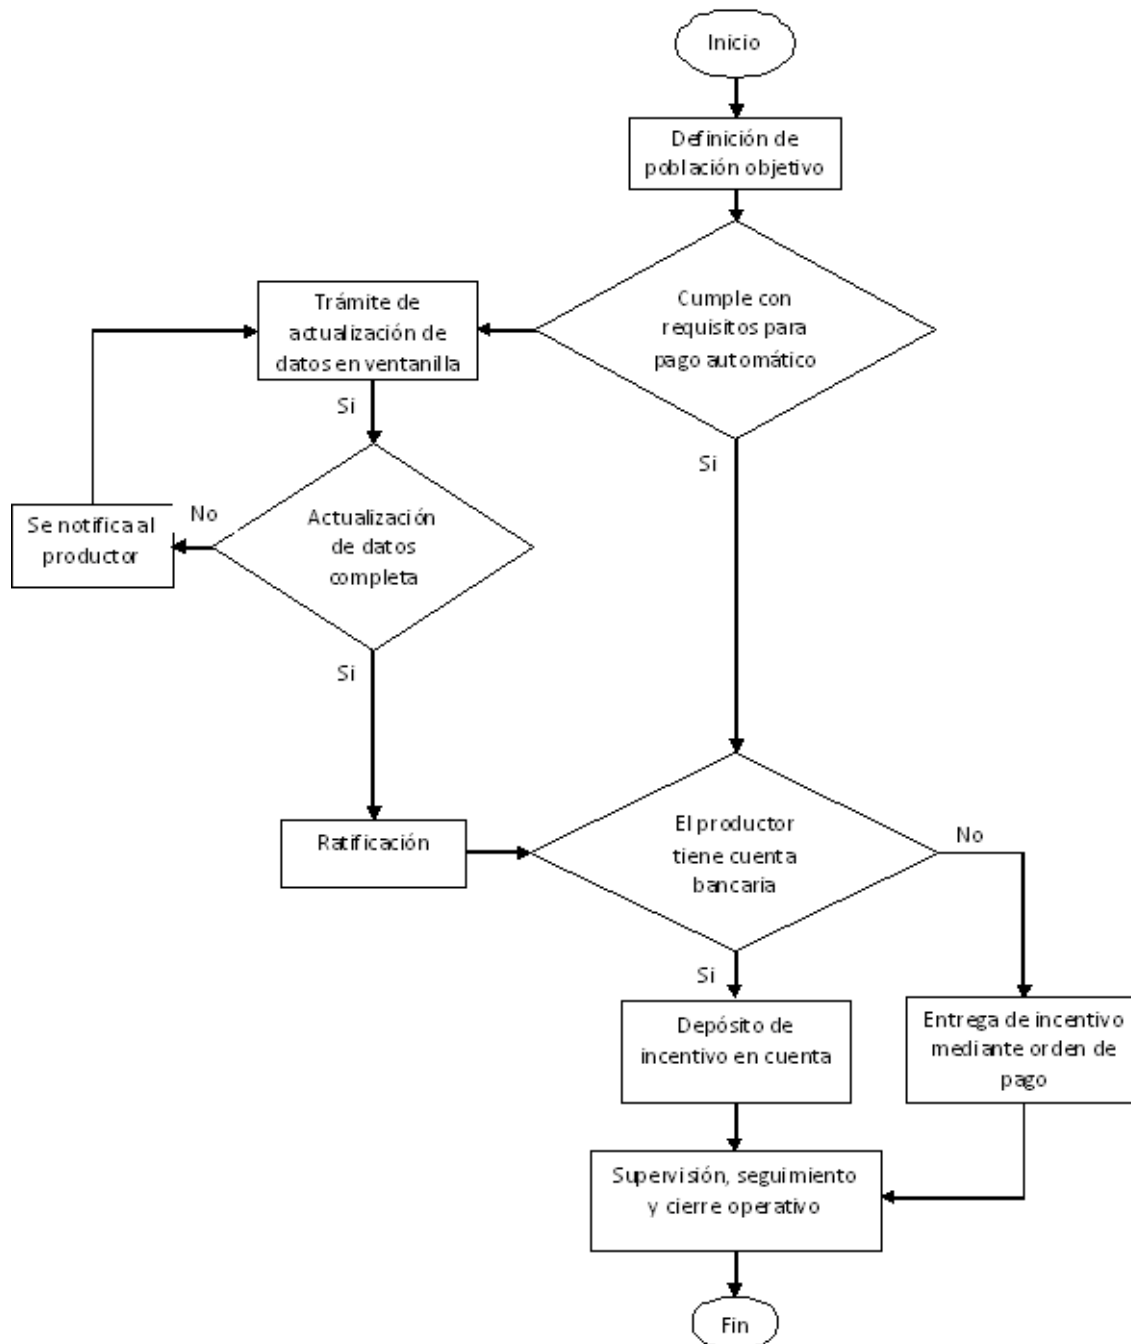 Inicio
Definición de
población objetivo
Cumple con
requisitos para
pago automático
Trámite de
actualización de
datos en ventanilla
Si
Si
Se notifica al
productor
No
Actualización
de datos
completa
Si
Ratificación
El productor
tiene cuenta
bancaria
No
Si
Depósito de
incentivo en cuenta
Entrega de incentivo
mediante orden de
pago
Supervisión, seguimiento
y cierre operativo
Fin